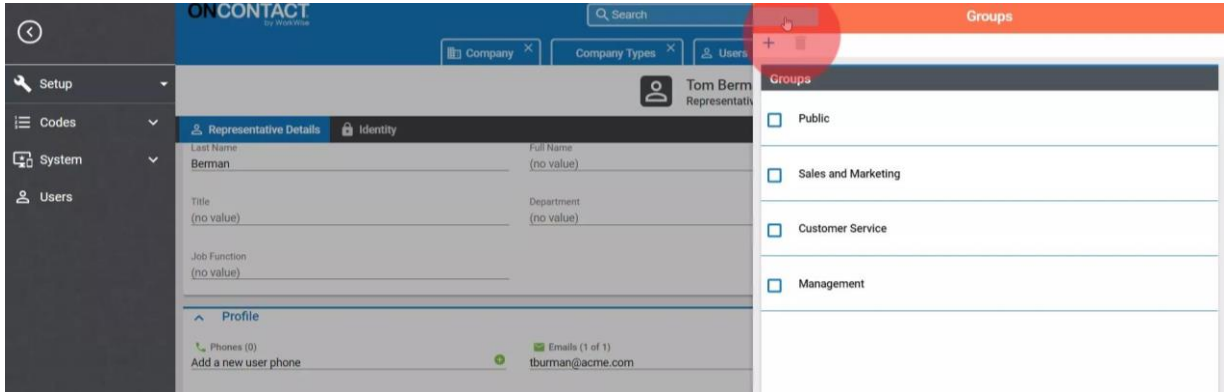 ONCONTACT
by WorkWise
Search
Groups
Company
Company Types
Users
Setup
Codes
System
Users
Tom Berm
Representativ
Representative Details
Identity
Last Name
Berman
Full Name
(no value)
Title
(no value)
Department
(no value)
Job Function
(no value)
Profile
Phones (0)
Add a new user phone
Emails (1 of 1)
tburman@acme.com
Groups
Public
Sales and Marketing
Customer Service
Management